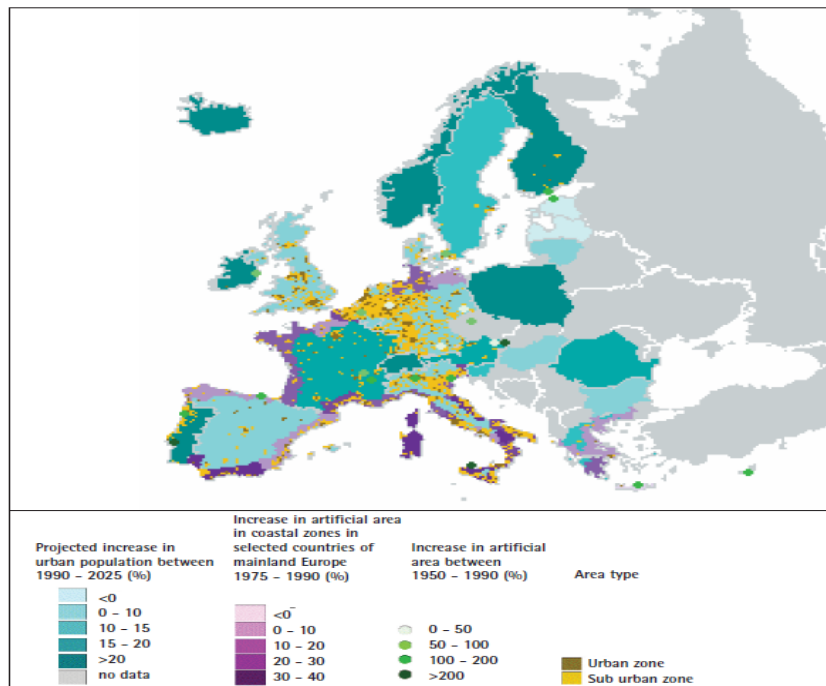 Projected increase in
urban population between
1990 – 2025 (%)
<0
0 – 10
10 – 15
15 – 20
>20
no data
Increase in artificial area
in coastal zones in
selected countries of
mainland Europe
1975 – 1990 (%)
<0
0 – 10
10 – 20
20 – 30
30 – 40
Increase in artificial
area between
1950 – 1990 (%)
0 – 50
50 – 100
100 – 200
>200
Area type
Urban zone
Sub urban zone